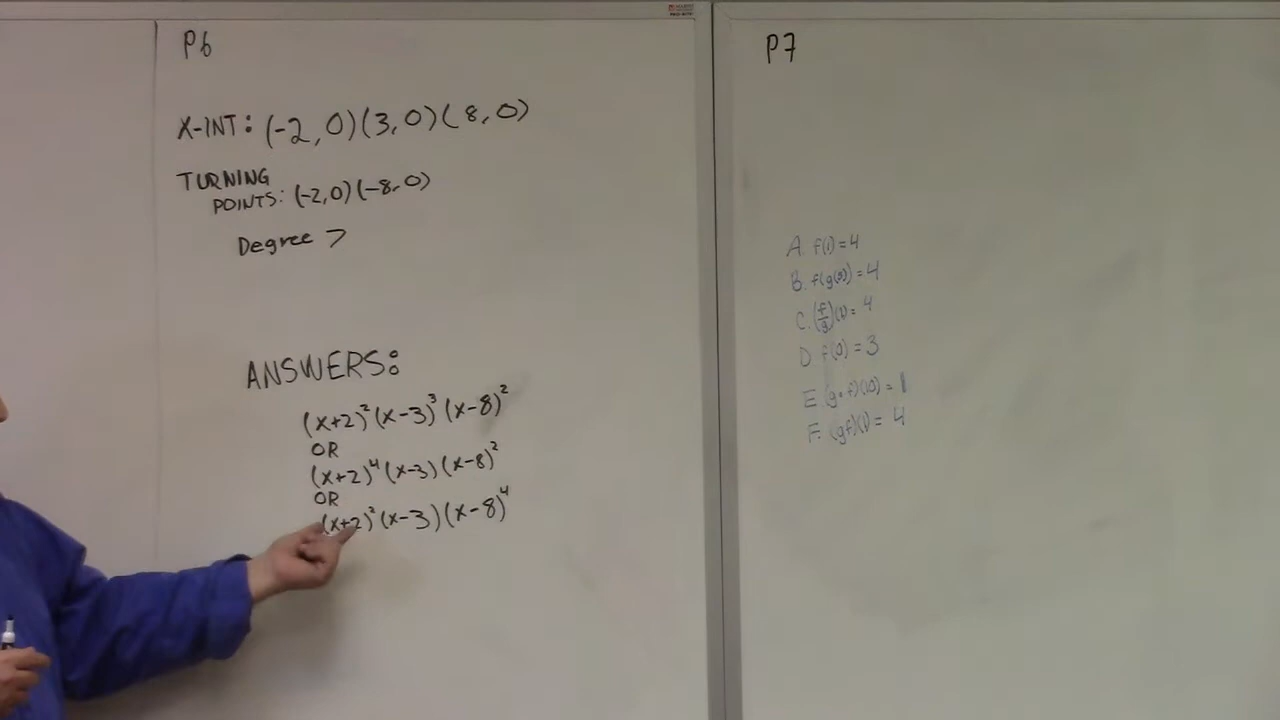 P6
X-INT: (-2, 0)(3, 0)(8, 0)
TURNING
POINTS: (-2,0)(-8,0)
Degree 7
ANSWERS:
(x+2)²(x-3)³(x-8)²
OR
(x+2)⁴(x-3)(x-8)²
OR
(x+2)²(x-3)(x-8)⁴
P7
A. f(1)=4
B. f(g(0))=4
C. (f/g)(1)=4
D f(0)=3
E (g∘f)(10)=1
F. (gf)(1)=4